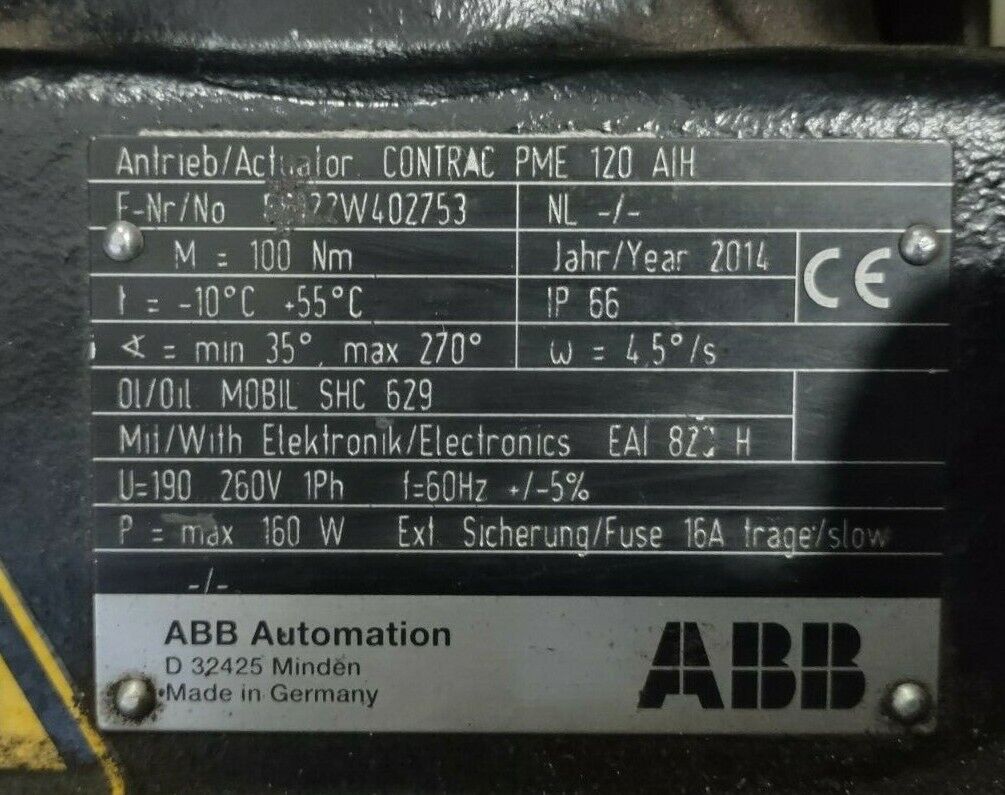 Antrieb/Actuator CONTRAC PME 120 AIH
F-Nr/No NL -/-
M = 100 Nm Jahr/Year 2014 CE
t = -10°C +55°C IP 66
∢ = min 35°, max 270° ω = 4,5°/s
Ol/Oil MOBIL SHC 629
Mit/With Elektronik/Electronics EAI H
U=190 260V 1Ph f=60Hz +/-5%
P = max 160 W Ext Sicherung/Fuse 16A träge/slow
-/-
ABB Automation
D 32425 Minden
Made in Germany
ABB